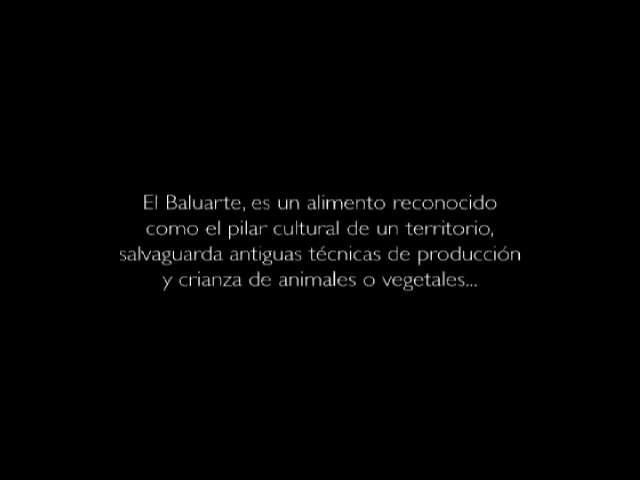 El Baluarte, es un alimento reconocido
como el pilar cultural de un territorio,
salvaguarda antiguas técnicas de producción
y crianza de animales o vegetales...